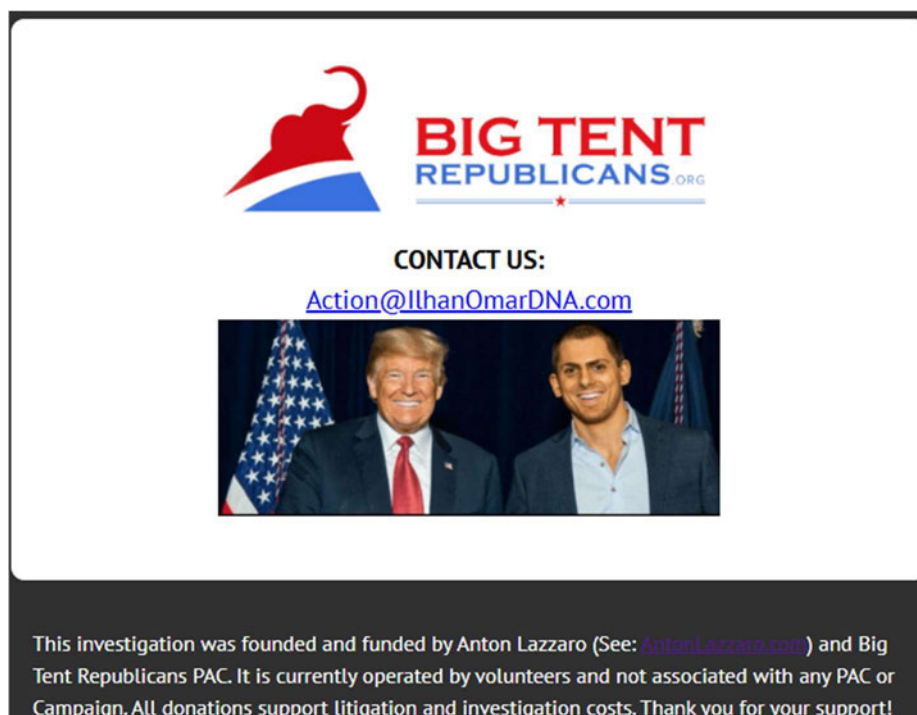 BIG TENT
REPUBLICANS.ORG
CONTACT US:
Action@IlhanOmarDNA.com
This investigation was founded and funded by Anton Lazzaro (See: AntonLazzaro.com) and Big
Tent Republicans PAC. It is currently operated by volunteers and not associated with any PAC or
Campaign. All donations support litigation and investigation costs. Thank you for your support!